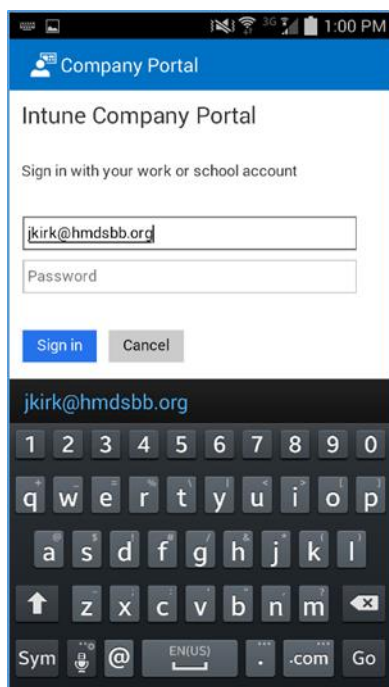 3G 1:00 PM
Company Portal
Intune Company Portal
Sign in with your work or school account
jkirk@hmdsbb.org
Password
Sign in Cancel
jkirk@hmdsbb.org
1 2 3 4 5 6 7 8 9 0
q w e r t y u i o p
a s d f g h j k l
z x c v b n m
Sym @ EN(US) . .com Go